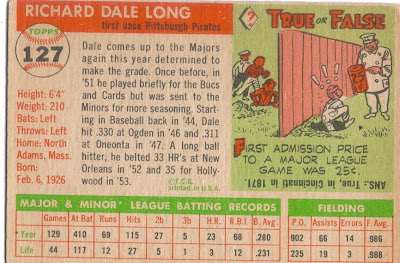 RICHARD DALE LONG
first base Pittsburgh Pirates
TOPPS
127
Height: 6'4"
Weight: 210
Bats: Left
Throws: Left
Home: North
Adams, Mass.
Born:
Feb. 6, 1926
Dale comes up to the Majors
again this year determined to
make the grade. Once before, in
'51 he played briefly for the Bucs
and Cards but was sent to the
Minors for more seasoning. Start-
ing in Baseball back in '44, Dale
hit .330 at Ogden in '46 and .311
at Oneonta in '47. A long ball
hitter, he belted 33 HR's at New
Orleans in '52 and 35 for Holly-
wood in '53.
© T.C.G.
printed in U.S.A.
?
TRUE OR FALSE
25¢
FIRST ADMISSION PRICE
TO A MAJOR LEAGUE
GAME WAS 25¢.
ANS. True in Cincinnati in 1871.
MAJOR & MINOR* LEAGUE BATTING RECORDS
Games At Bat Runs Hits 2b 3b H.R. R.B.I. B. Avg.
* Year 129 410 69 115 27 5 23 68 .280
Life 44 117 12 27 5 1 2 12 .231
FIELDING
P.O. Assists Errors F. Avg.
902 66 14 .986
235 19 3 .988